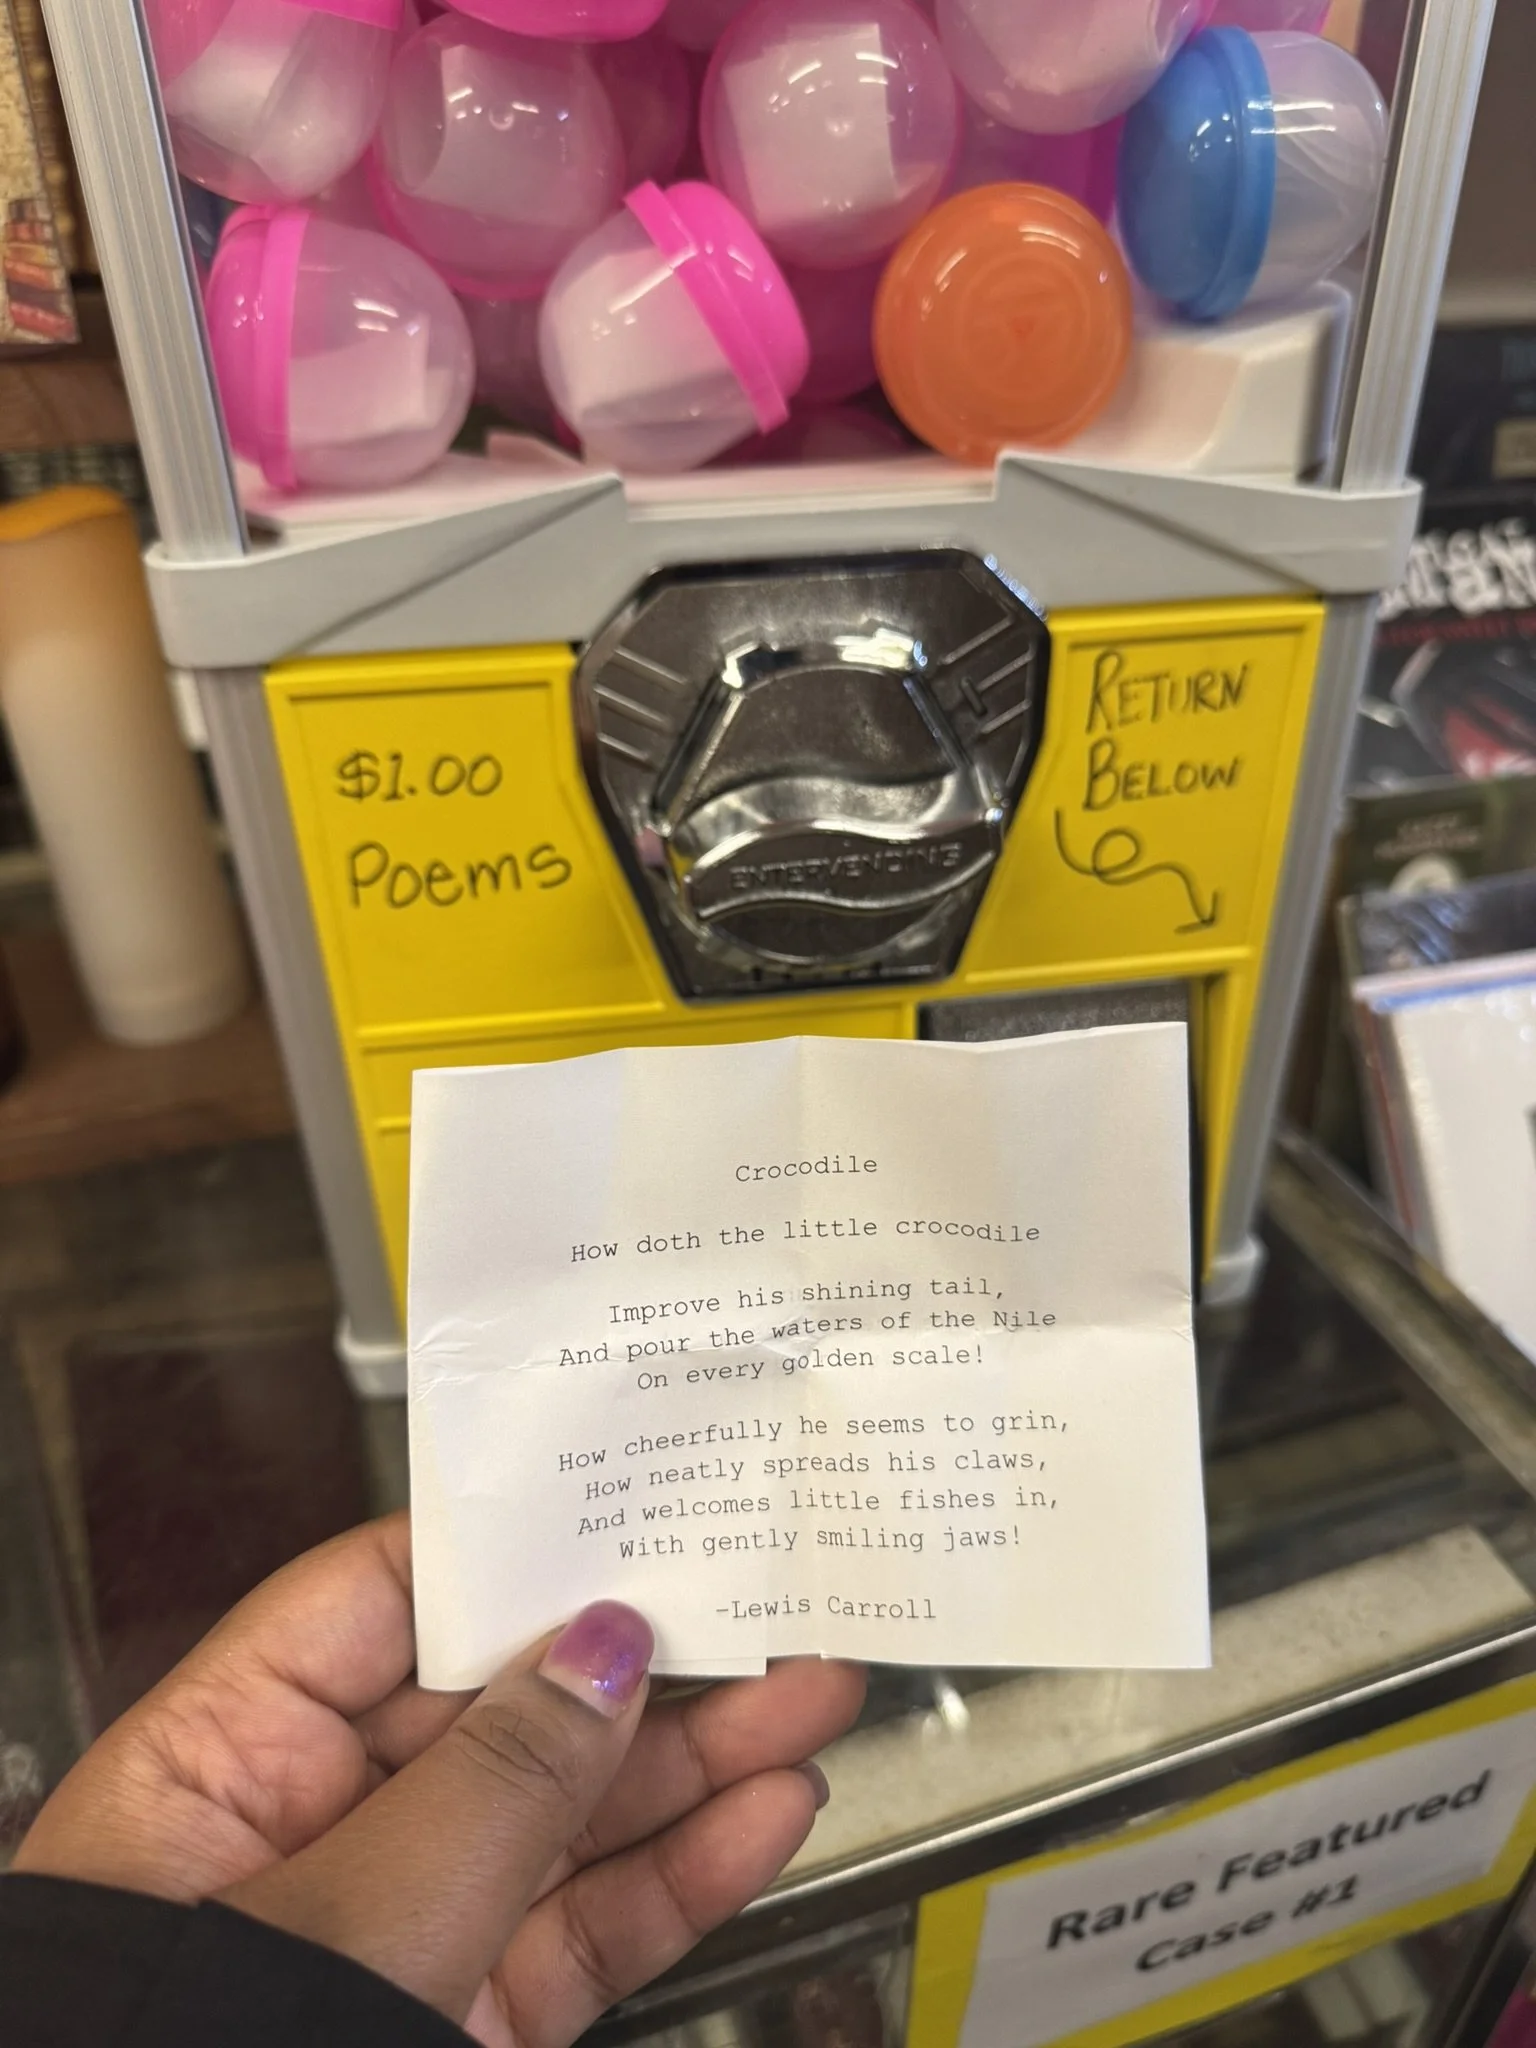 $1.00
Poems
RETURN
BELOW
ENTERVENDING
Crocodile
How doth the little crocodile
Improve his shining tail,
And pour the waters of the Nile
On every golden scale!
How cheerfully he seems to grin,
How neatly spreads his claws,
And welcomes little fishes in,
With gently smiling jaws!
-Lewis Carroll
Rare Featured
Case #1